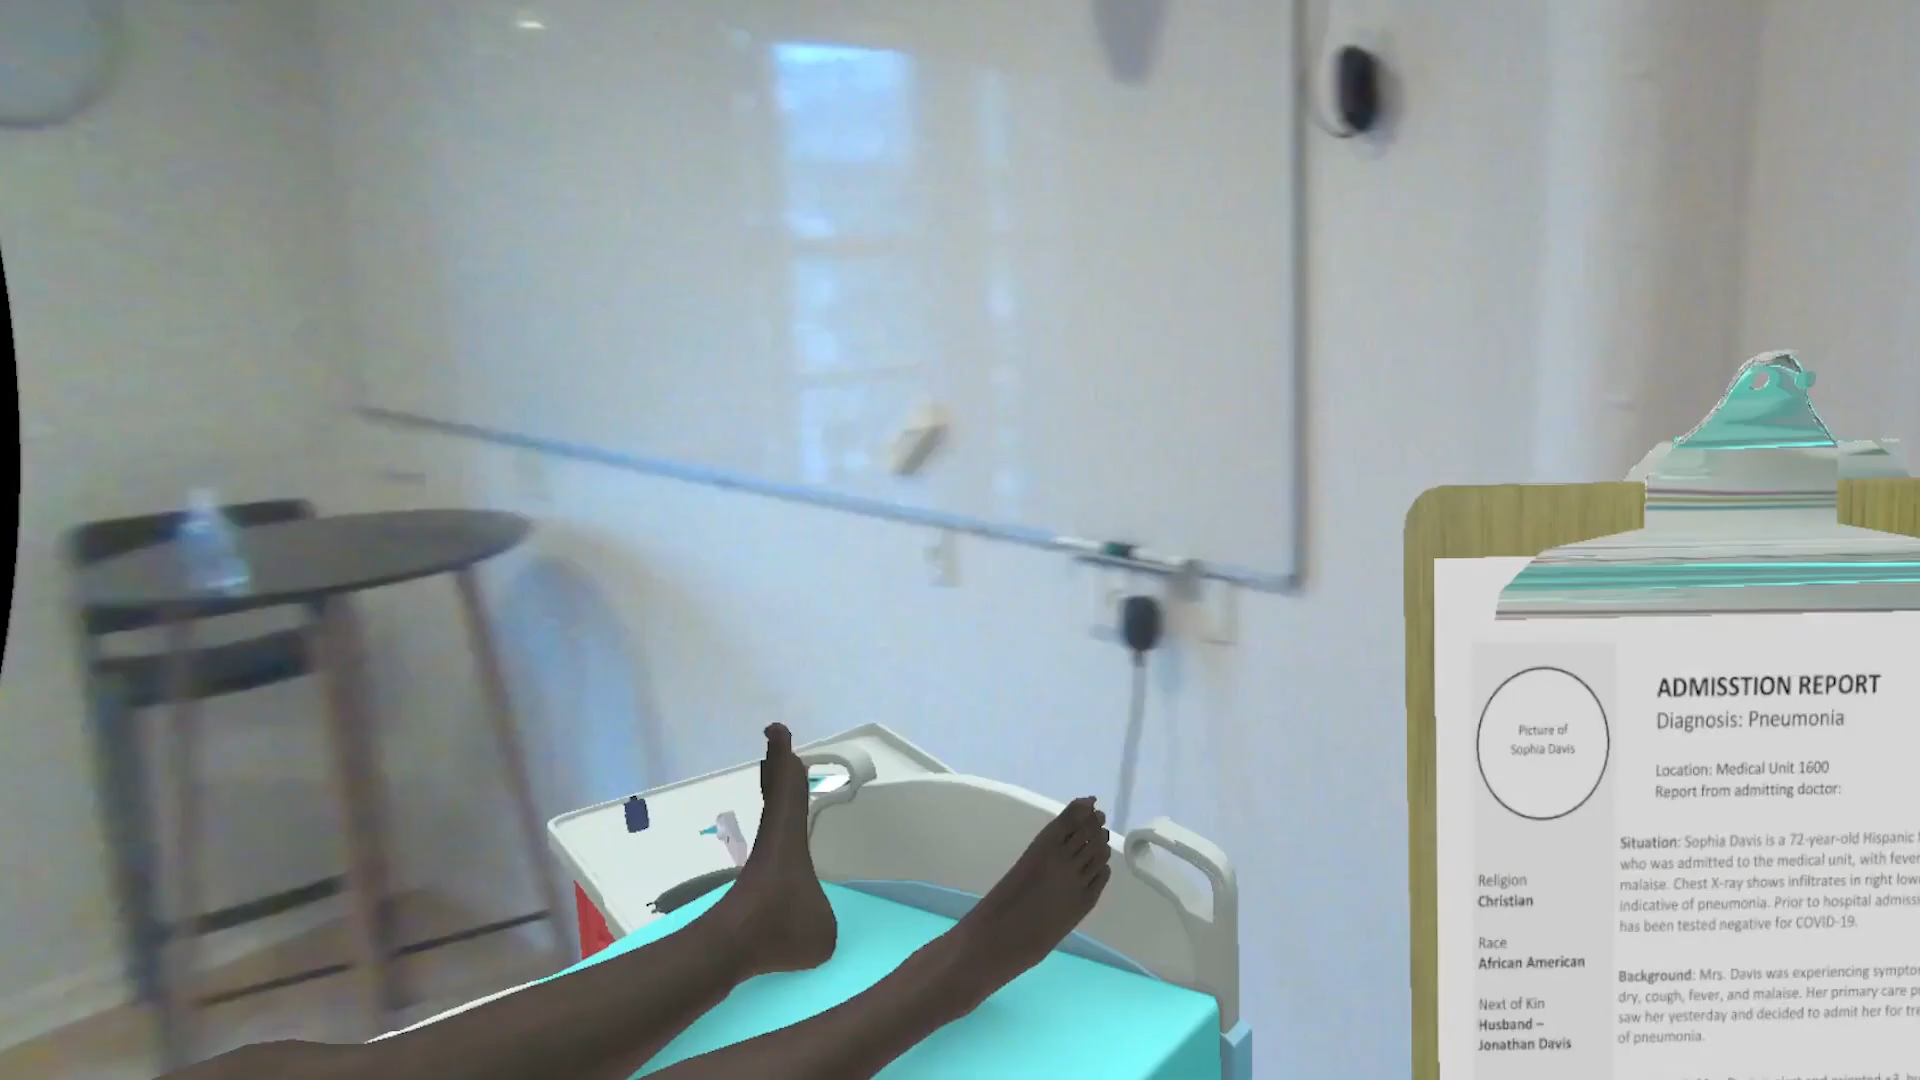 ADMISSTION REPORT
Diagnosis: Pneumonia
Picture of
Sophia Davis
Location: Medical Unit 1600
Report from admitting doctor:
Religion
Christian
Race
African American
Next of Kin
Husband –
Jonathan Davis
Situation: Sophia Davis is a 72-year-old Hispanic
who was admitted to the medical unit, with fever
malaise. Chest X-ray shows infiltrates in right low
indicative of pneumonia. Prior to hospital admiss
has been tested negative for COVID-19.
Background: Mrs. Davis was experiencing sympto
dry, cough, fever, and malaise. Her primary care p
saw her yesterday and decided to admit her for tre
of pneumonia.